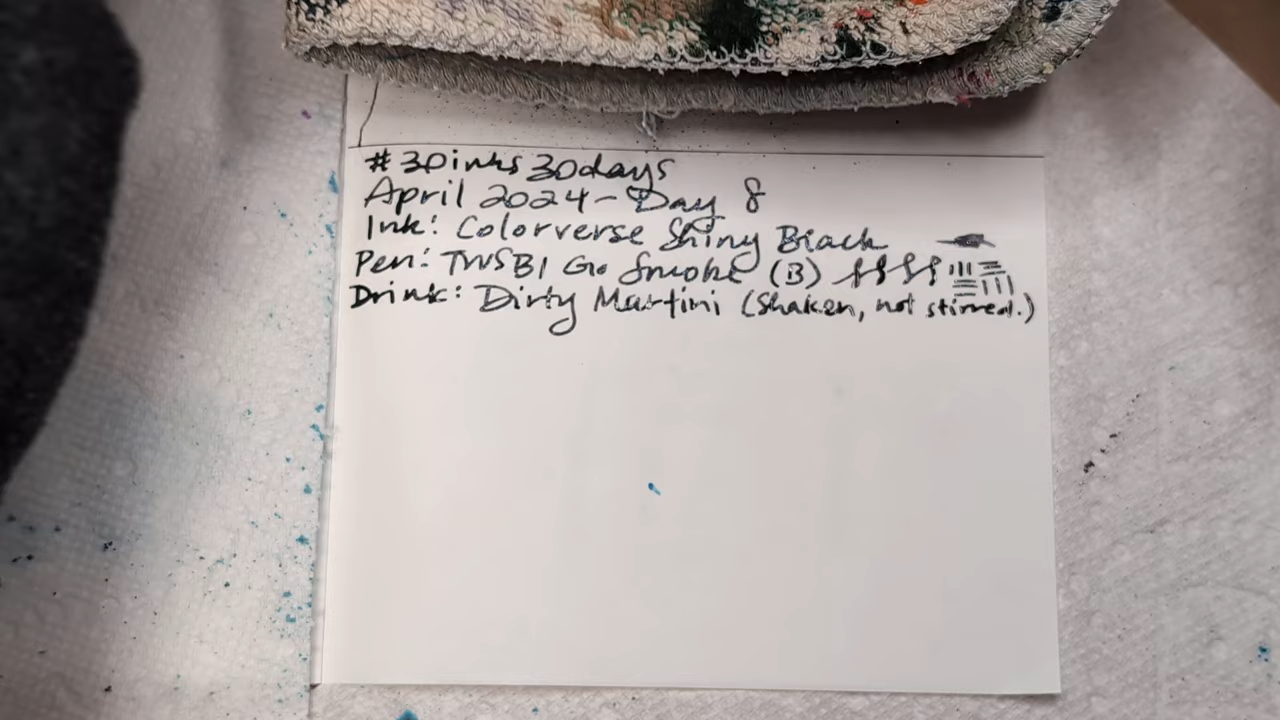 #30inks30days
April 2024 - Day 8
Ink: Colorverse Shiny Black
Pen: TWSBI Go Smoke (B)
Drink: Dirty Martini (Shaken, not stirred.)